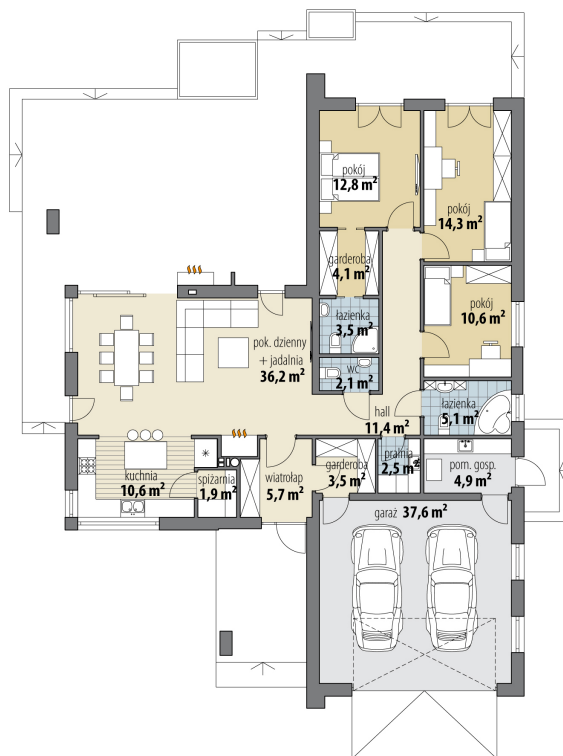 pokój
12,8 m²
pokój
14,3 m²
garderoba
4,1 m²
pokój
10,6 m²
łazienka
3,5 m²
pok. dzienny
+ jadalnia
36,2 m²
wc
2,1 m²
hall
11,4 m²
łazienka
5,1 m²
kuchnia
10,6 m²
spiżarnia
1,9 m²
wiatrołap
5,7 m²
garderoba
3,5 m²
pralnia
2,5 m²
pom. gosp.
4,9 m²
garaż 37,6 m²